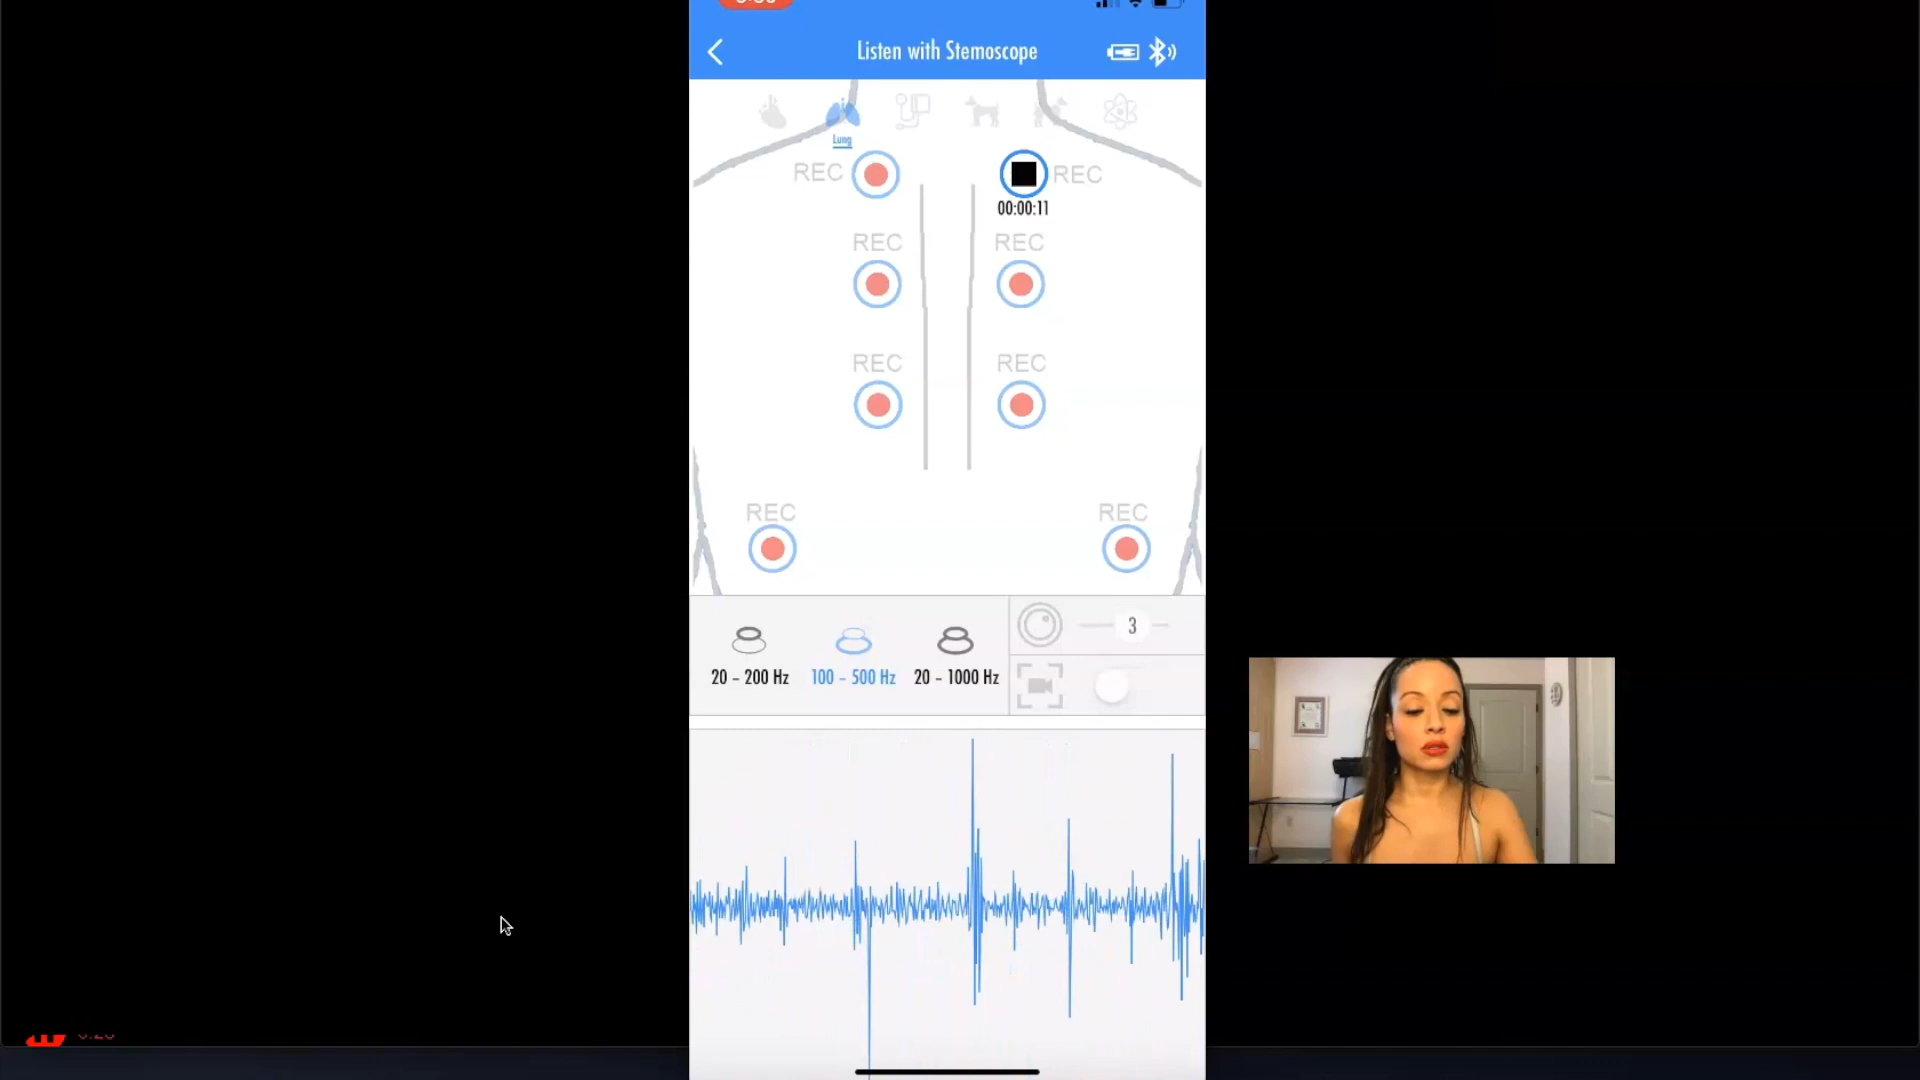 Listen with Stemoscope
Lung
REC
REC
00:00:11
REC
REC
REC
REC
REC
REC
20 - 200 Hz
100 - 500 Hz
20 - 1000 Hz
3